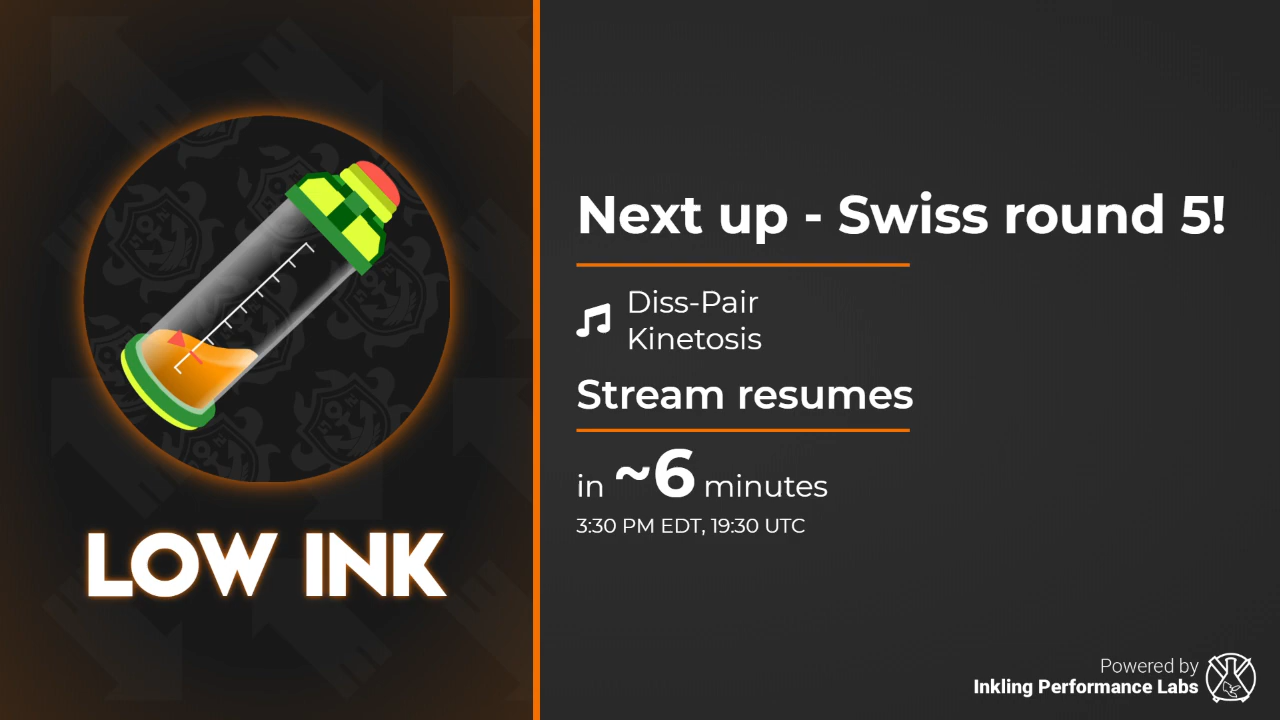 LOW INK
Next up - Swiss round 5!
Diss-Pair
Kinetosis
Stream resumes
in ~6 minutes
3:30 PM EDT, 19:30 UTC
Powered by
Inkling Performance Labs